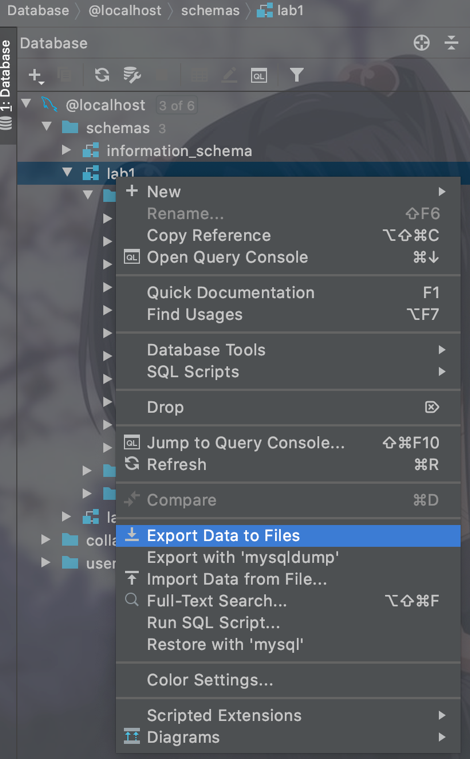 Database @localhost schemas lab1
1: Database
Database
@localhost 3 of 6
schemas 3
information_schema
lab1
New
Rename... ⇧F6
Copy Reference ⌥⇧⌘C
QL Open Query Console ⌘↓
Quick Documentation F1
Find Usages ⌥F7
Database Tools
SQL Scripts
Drop ⌦
QL Jump to Query Console... ⇧⌘F10
Refresh ⌘R
Compare ⌘D
la
Export Data to Files
colla
Export with 'mysqldump'
user
Import Data from File...
Full-Text Search... ⌥⇧⌘F
Run SQL Script...
Restore with 'mysql'
Color Settings...
Scripted Extensions
Diagrams